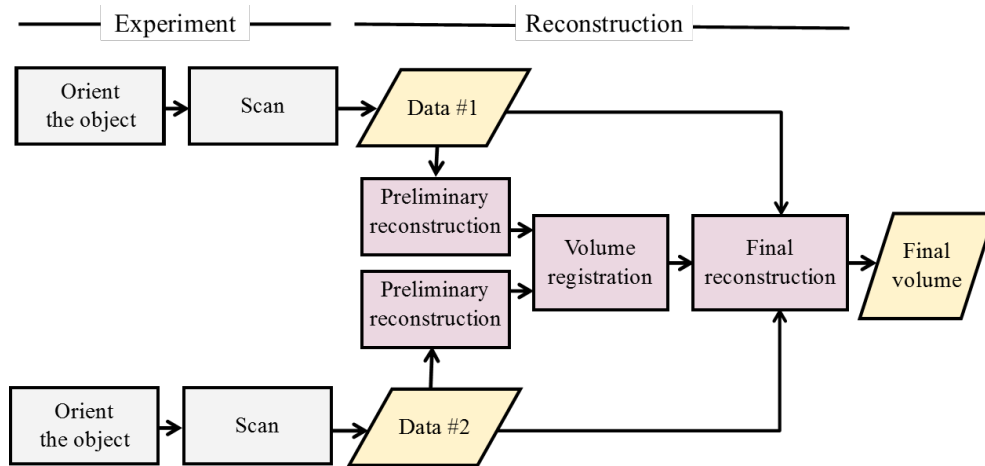 Experiment
Reconstruction
Orient
the object
Scan
Data #1
Preliminary
reconstruction
Volume
registration
Final
reconstruction
Final
volume
Preliminary
reconstruction
Orient
the object
Scan
Data #2